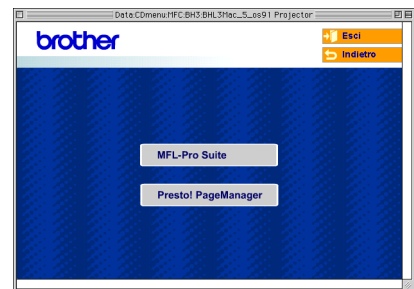 Data:CDmenu:MFC:BH3:BHL3Mac_5_os91 Projector
brother
Esci
Indietro
MFL-Pro Suite
Presto! PageManager